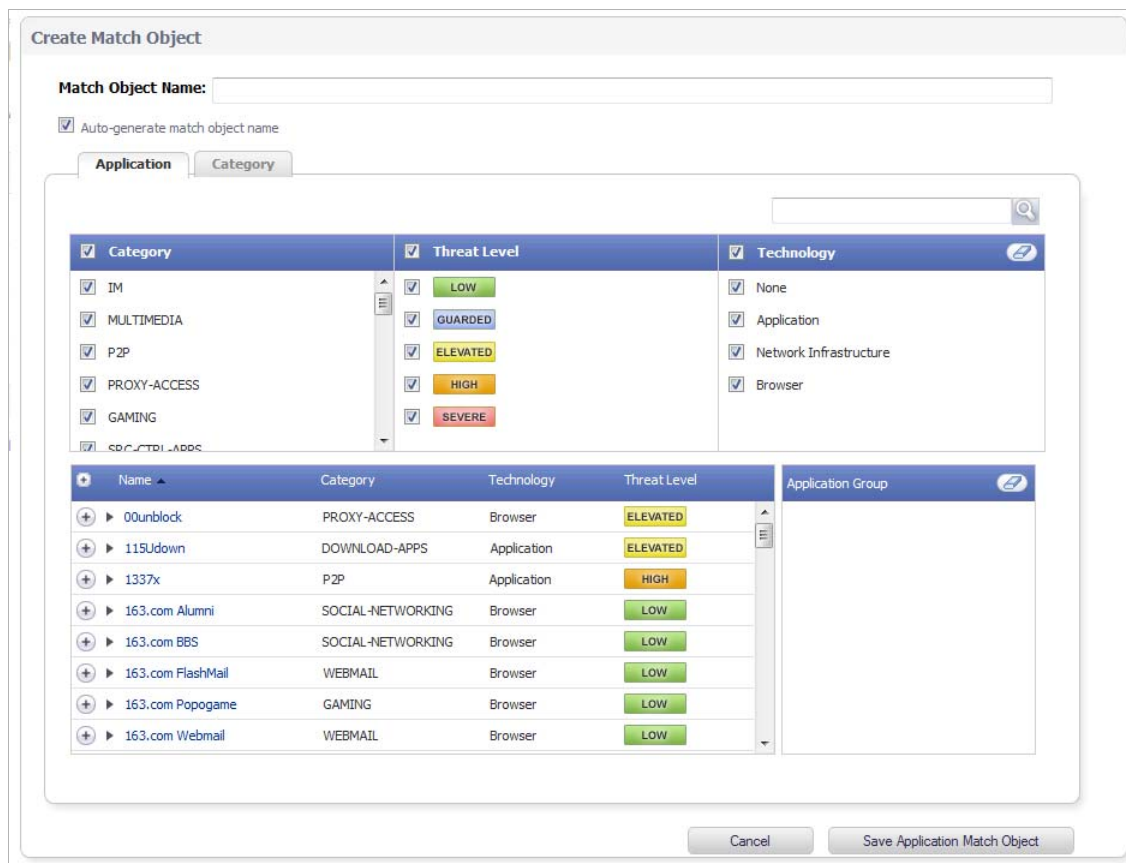 Create Match Object
Match Object Name:
Auto-generate match object name
Application Category
Category Threat Level Technology
IM LOW None
MULTIMEDIA GUARDED Application
P2P ELEVATED Network Infrastructure
PROXY-ACCESS HIGH Browser
GAMING SEVERE
SRC-CTRL-APPS
Name Category Technology Threat Level Application Group
00unblock PROXY-ACCESS Browser ELEVATED
115Udown DOWNLOAD-APPS Application ELEVATED
1337x P2P Application HIGH
163.com Alumni SOCIAL-NETWORKING Browser LOW
163.com BBS SOCIAL-NETWORKING Browser LOW
163.com FlashMail WEBMAIL Browser LOW
163.com Popogame GAMING Browser LOW
163.com Webmail WEBMAIL Browser LOW
Cancel Save Application Match Object